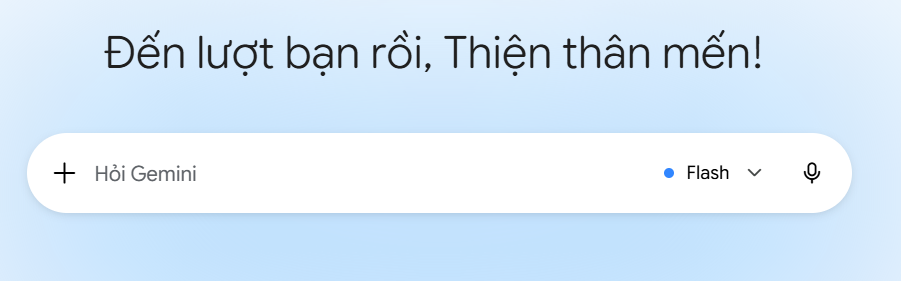 Đến lượt bạn rồi, Thiện thân mến!
Hỏi Gemini
Flash